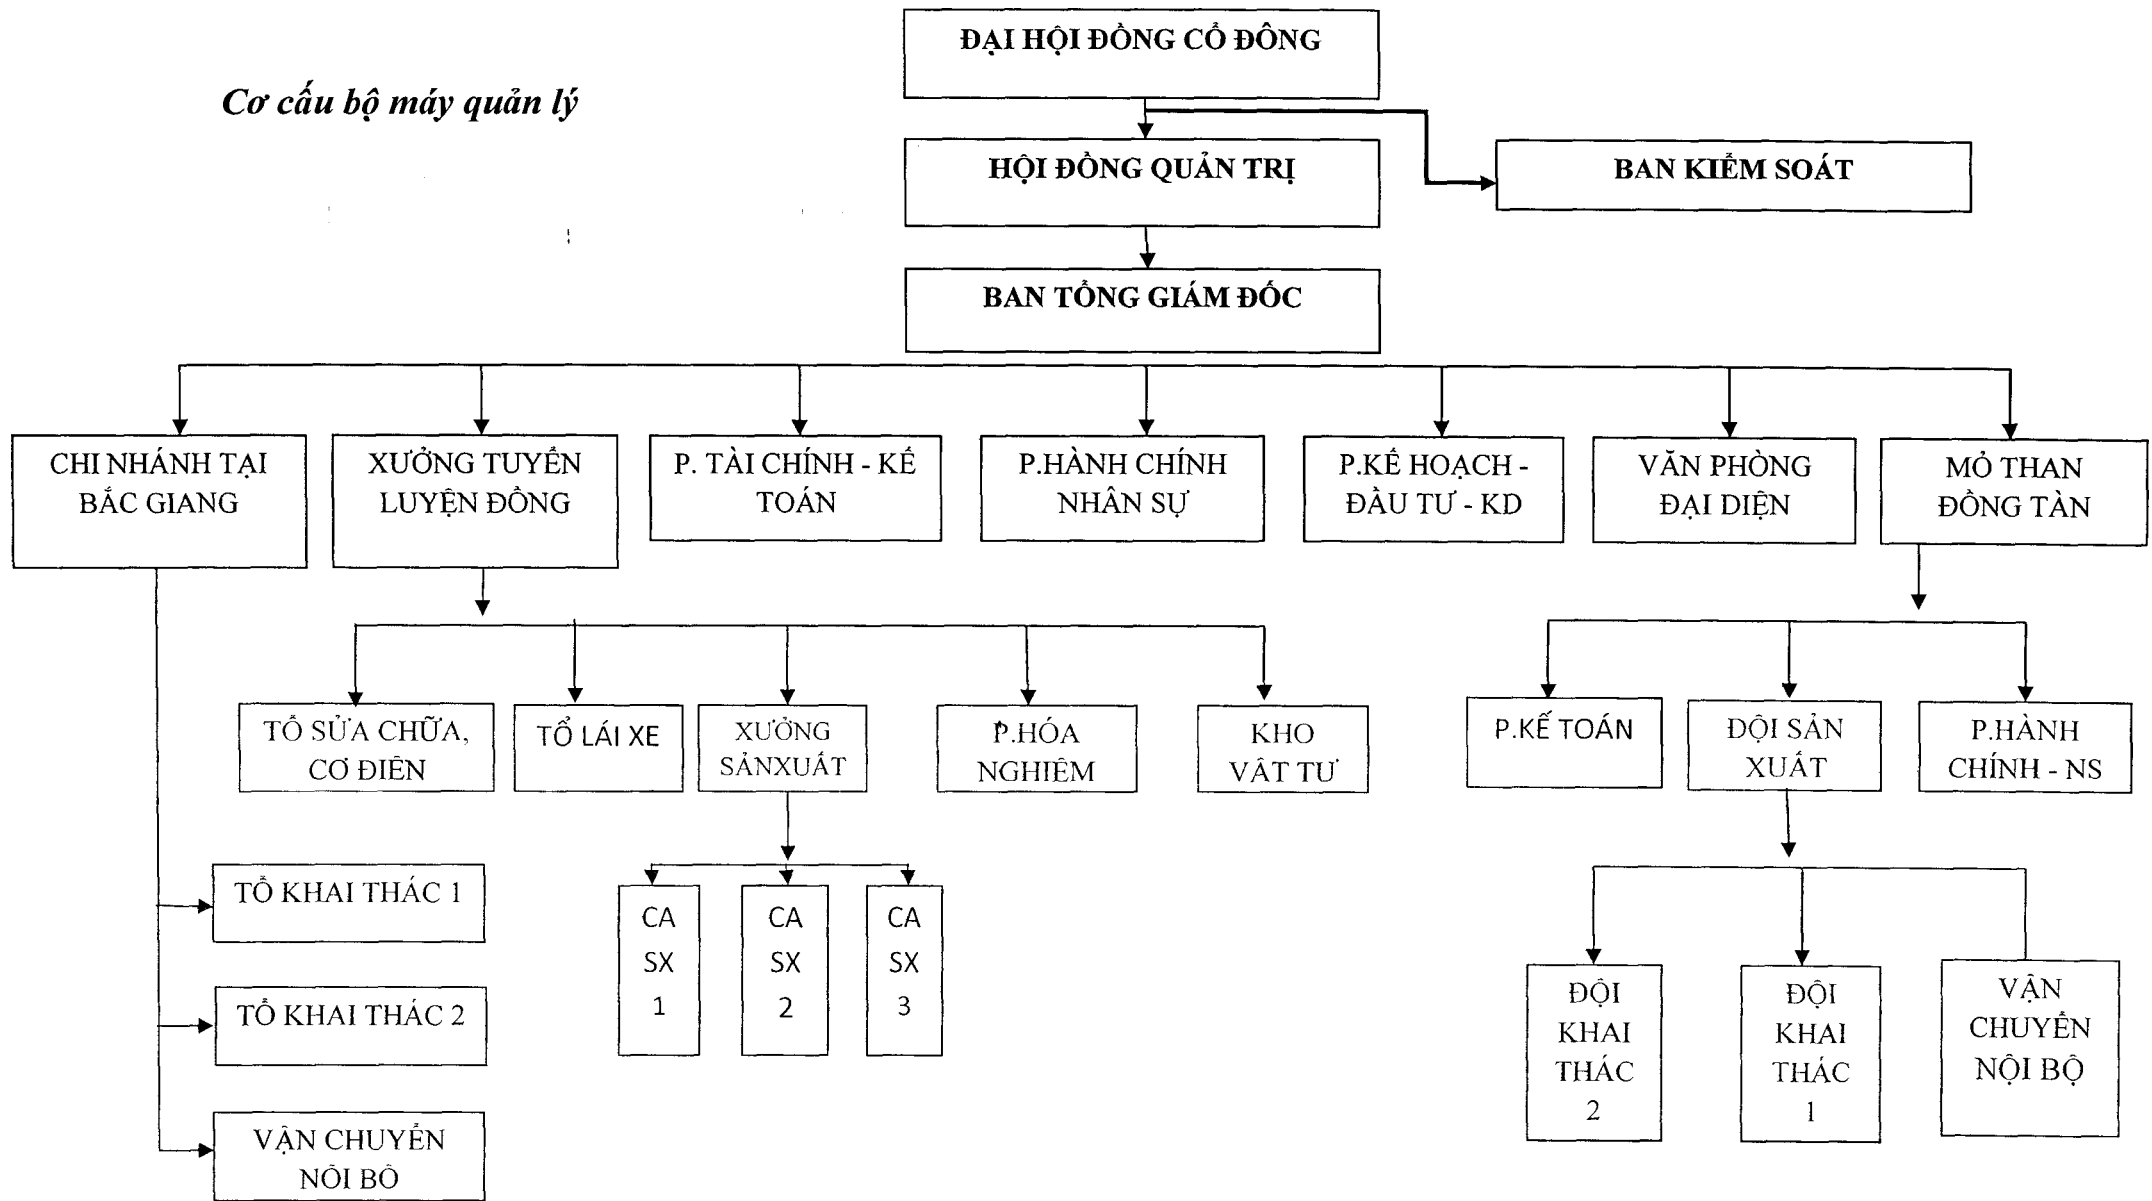 ĐẠI HỘI ĐỒNG CỔ ĐÔNG
Cơ cấu bộ máy quản lý
HỘI ĐỒNG QUẢN TRỊ
BAN KIỂM SOÁT
BAN TỔNG GIÁM ĐỐC
CHI NHÁNH TẠI
BẮC GIANG
XƯỞNG TUYỂN
LUYỆN ĐỒNG
P. TÀI CHÍNH - KẾ
TOÁN
P.HÀNH CHÍNH
NHÂN SỰ
P.KẾ HOẠCH -
ĐẦU TƯ - KD
VĂN PHÒNG
ĐẠI DIỆN
MỎ THAN
ĐỒNG TÀN
TỔ SỬA CHỮA,
CƠ ĐIÊN
TỔ LÁI XE
XƯỞNG
SẢNXUẤT
P.HÓA
NGHIÊM
KHO
VÂT TƯ
P.KẾ TOÁN
ĐỘI SẢN
XUẤT
P.HÀNH
CHÍNH - NS
TỔ KHAI THÁC 1
TỔ KHAI THÁC 2
VẬN CHUYỂN
NÔI BÔ
CA
SX
1
CA
SX
2
CA
SX
3
ĐỘI
KHAI
THÁC
2
ĐỘI
KHAI
THÁC
1
VẬN
CHUYỂN
NỘI BỘ